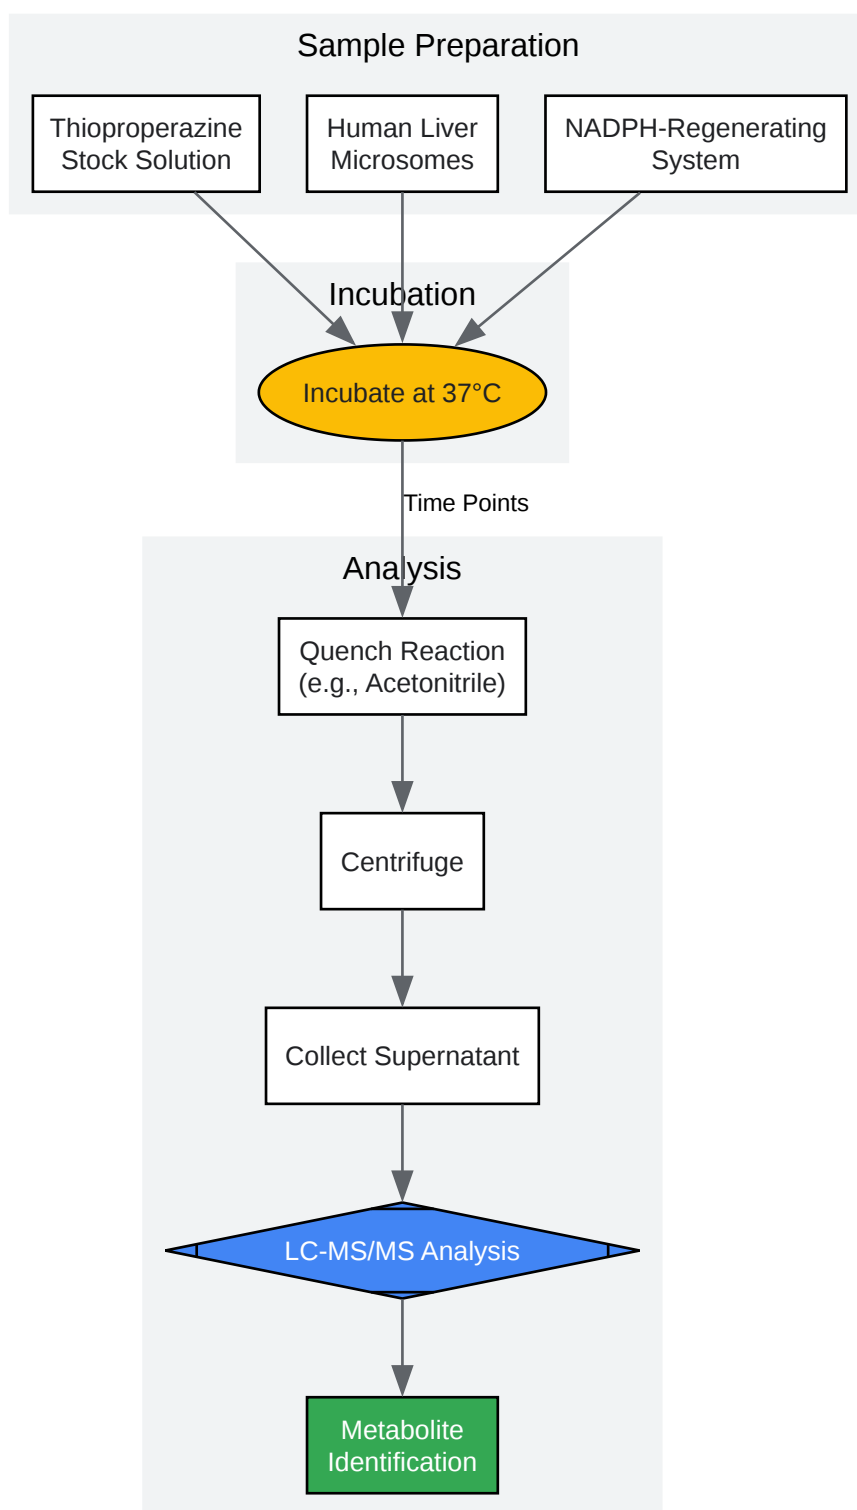 Sample Preparation
Thioproperazine
Stock Solution
Human Liver
Microsomes
NADPH-Regenerating
System
Incubation
Incubate at 37°C
Time Points
Analysis
Quench Reaction
(e.g., Acetonitrile)
Centrifuge
Collect Supernatant
LC-MS/MS Analysis
Metabolite
Identification